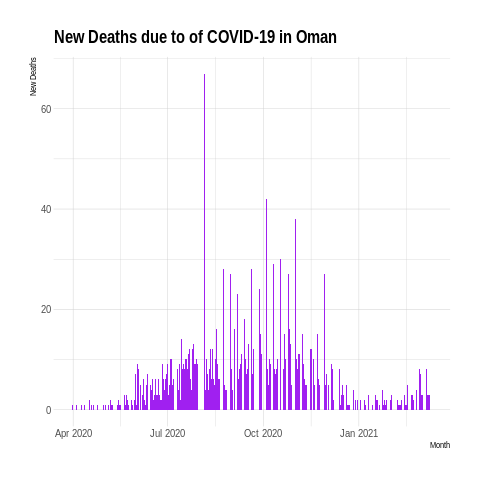 New Deaths due to of COVID-19 in Oman
New Deaths
60
40
20
0
Apr 2020 Jul 2020 Oct 2020 Jan 2021
Month